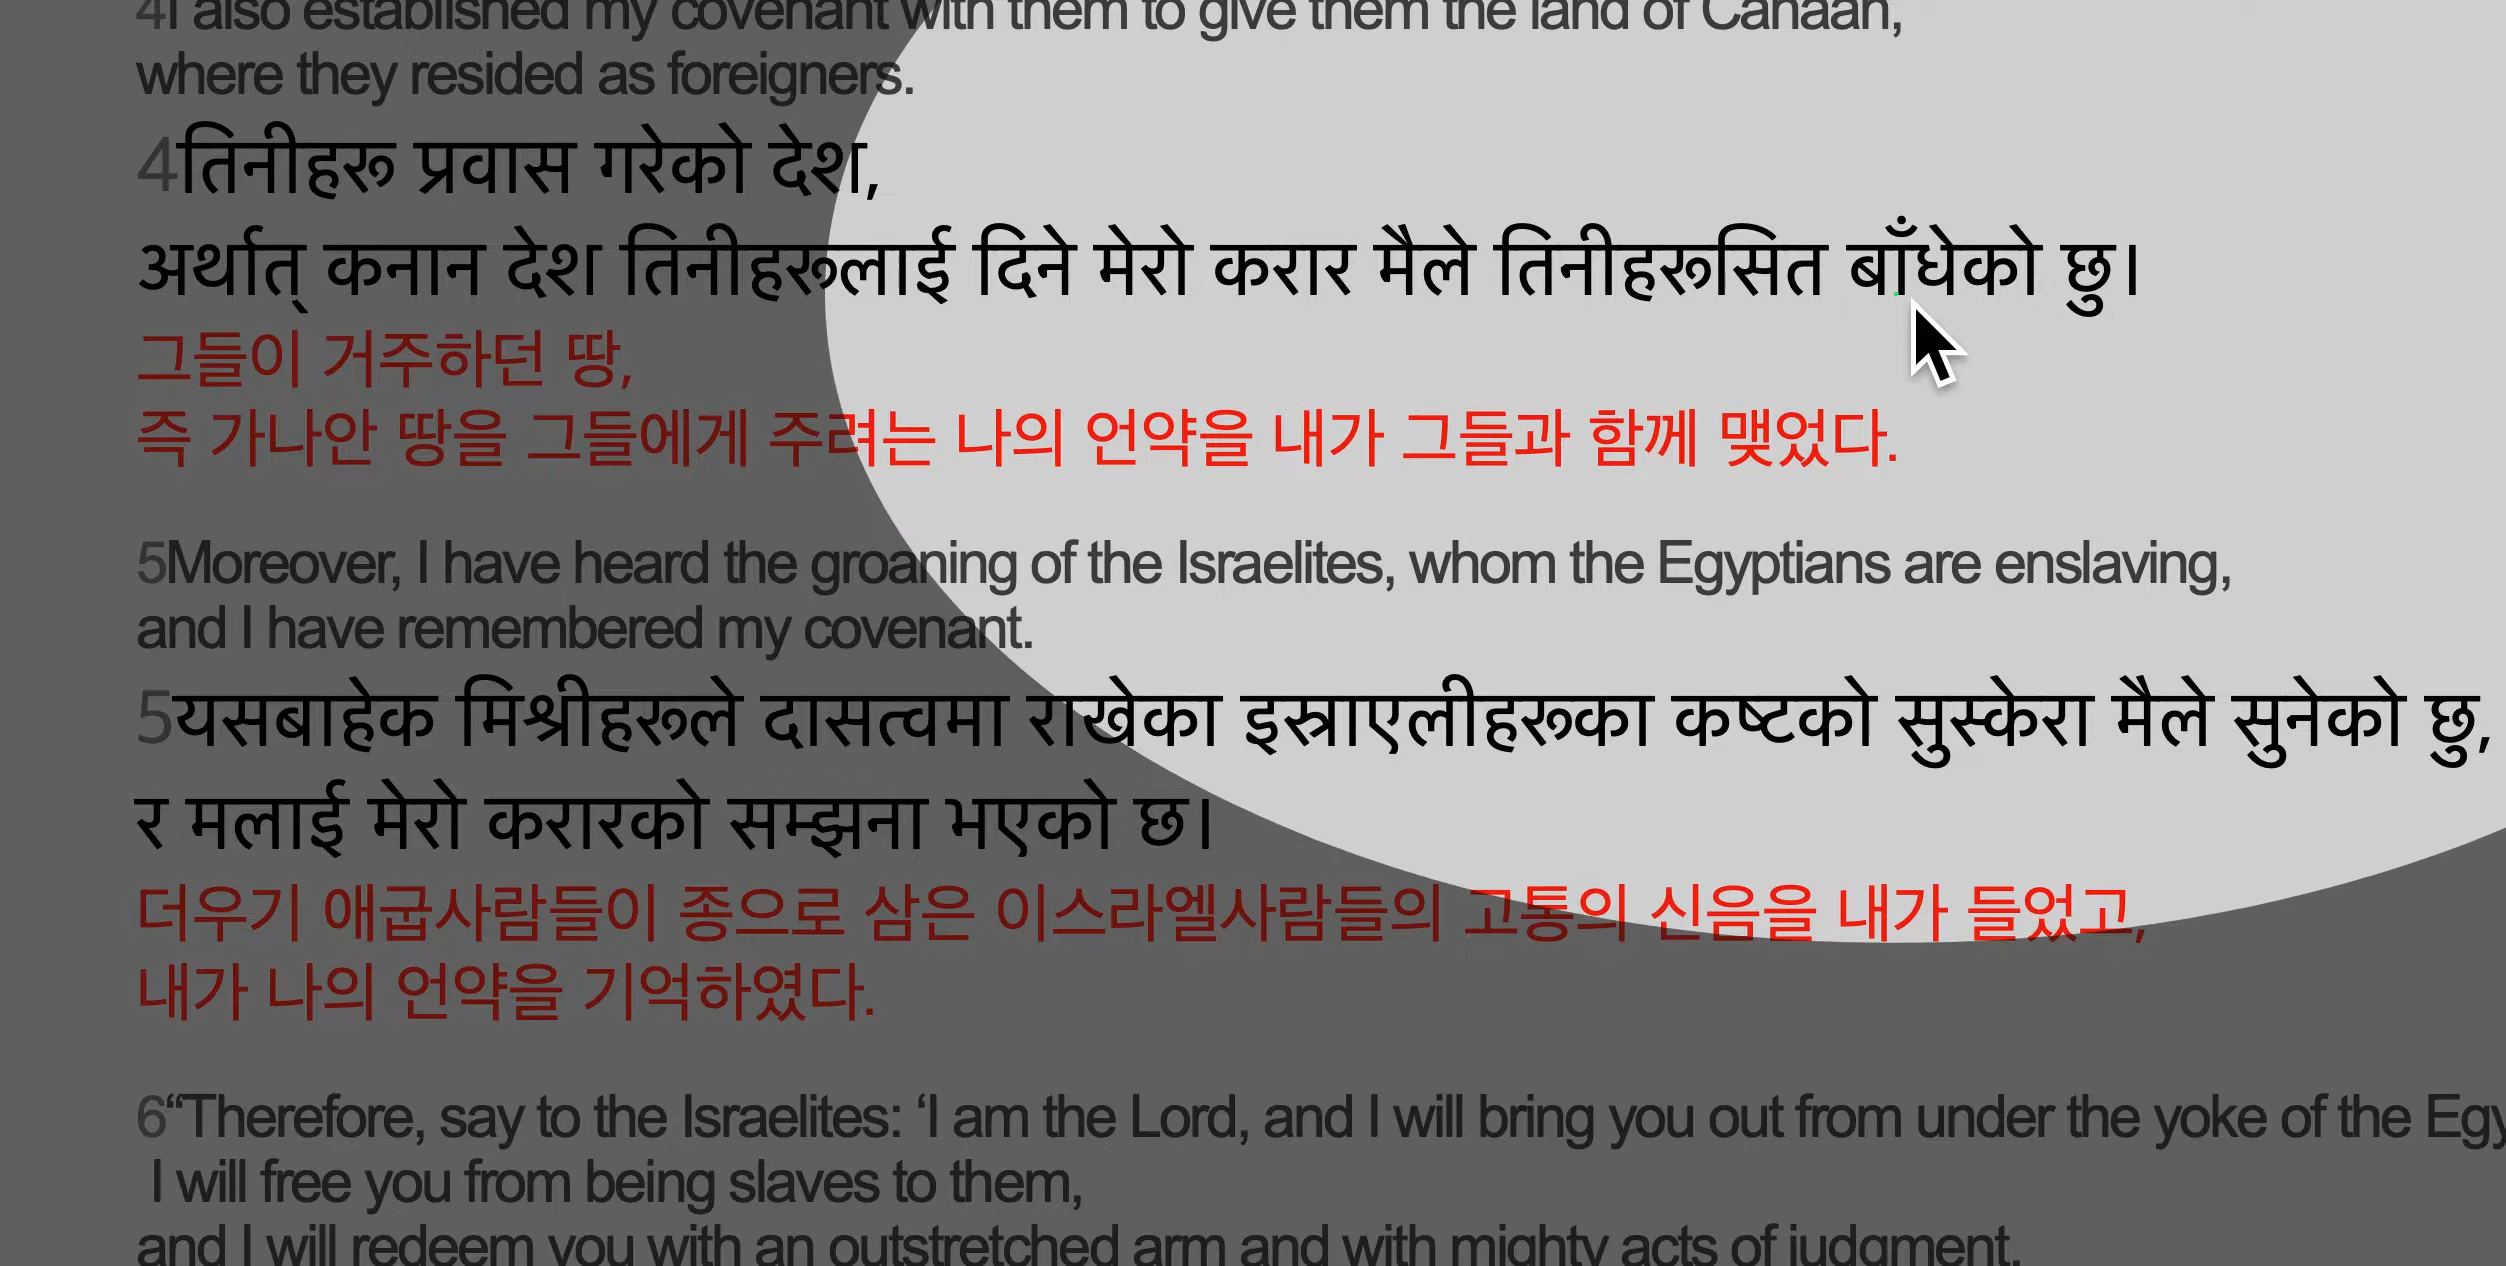 4I also established my covenant with them to give them the land of Canaan,
where they resided as foreigners.
4तिनीहरू प्रवास गरेको देश,
अर्थात् कनान देश तिनीहरूलाई दिने मेरो करार मैले तिनीहरूसित बाँधेको छु।
그들이 거주하던 땅,
즉 가나안 땅을 그들에게 주려는 나의 언약을 내가 그들과 함께 맺었다.
5Moreover, I have heard the groaning of the Israelites, whom the Egyptians are enslaving,
and I have remembered my covenant.
5यसबाहेक मिश्रीहरूले दासत्वमा राखेका इस्राएलीहरूका कष्टको सुस्केरा मैले सुनेको छु,
र मलाई मेरो करारको सम्झना भएको छ।
더우기 애굽사람들이 종으로 삼은 이스라엘사람들의 고통의 신음을 내가 들었고,
내가 나의 언약을 기억하였다.
6“Therefore, say to the Israelites: ‘I am the Lord, and I will bring you out from under the yoke of the Egy
I will free you from being slaves to them,
and I will redeem you with an outstretched arm and with mighty acts of judgment.